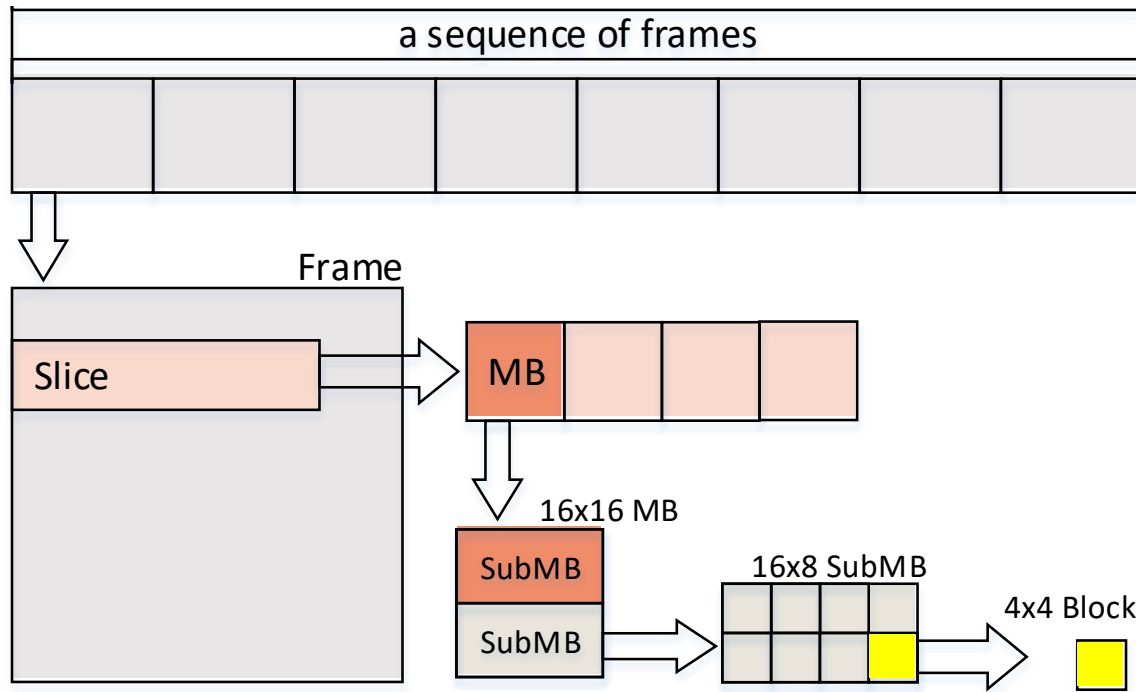 a sequence of frames
Frame
Slice
MB
16x16 MB
SubMB
SubMB
16x8 SubMB
4x4 Block